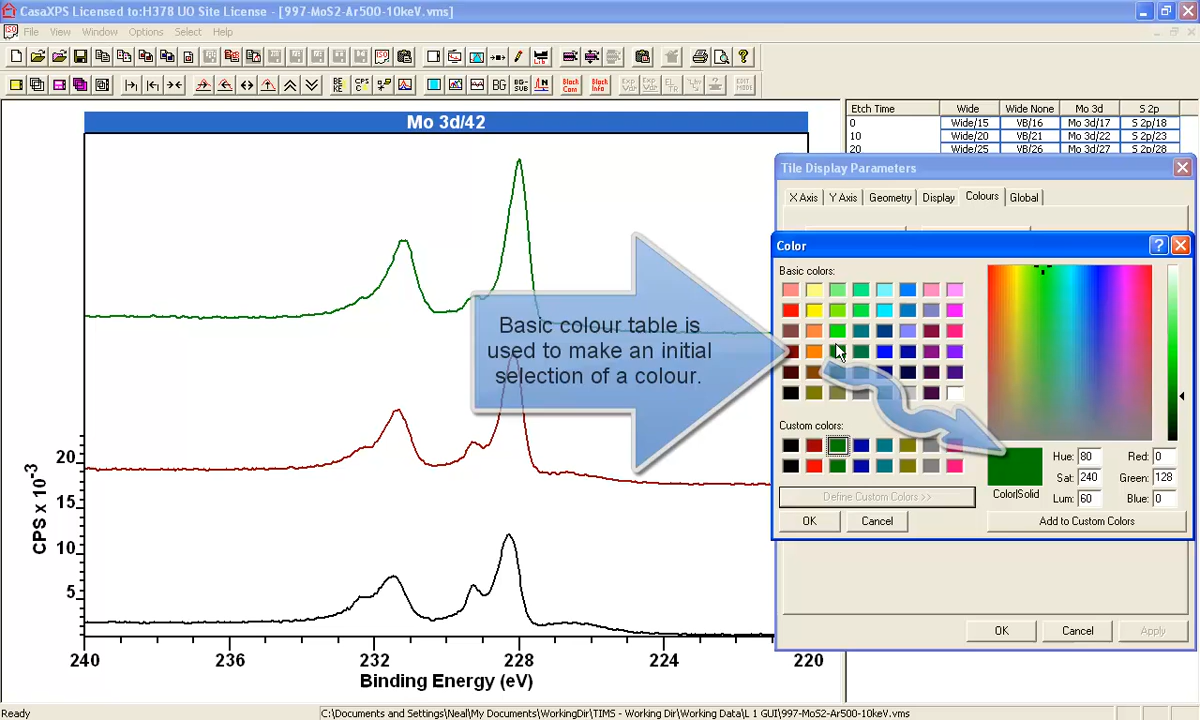 CasaXPS Licensed to:H378 UO Site License - [997-MoS2-Ar500-10keV.vms]
File View Window Options Select Help
Mo 3d/42
Etch Time Wide Wide None Mo 3d S 2p
0 Wide/15 VB/16 Mo 3d/17 S 2p/18
10 Wide/20 VB/21 Mo 3d/22 S 2p/23
20 Wide/25 VB/26 Mo 3d/27 S 2p/28
Tile Display Parameters
X Axis Y Axis Geometry Display Colours Global
Color
Basic colors:
Basic colour table is
used to make an initial
selection of a colour.
Custom colors:
Hue: 80 Red: 0
Sat: 240 Green: 128
Color|Solid
Lum: 60 Blue: 0
Define Custom Colors >>
OK Cancel Add to Custom Colors
OK Cancel Apply
CPS x 10-3
20
15
10
5
240 236 232 228 224 220
Binding Energy (eV)
Ready C:\Documents and Settings\Neal\My Documents\WorkingDir\TIMS - Working Dir\Working Data\L 1 GUI\997-MoS2-Ar500-10keV.vms